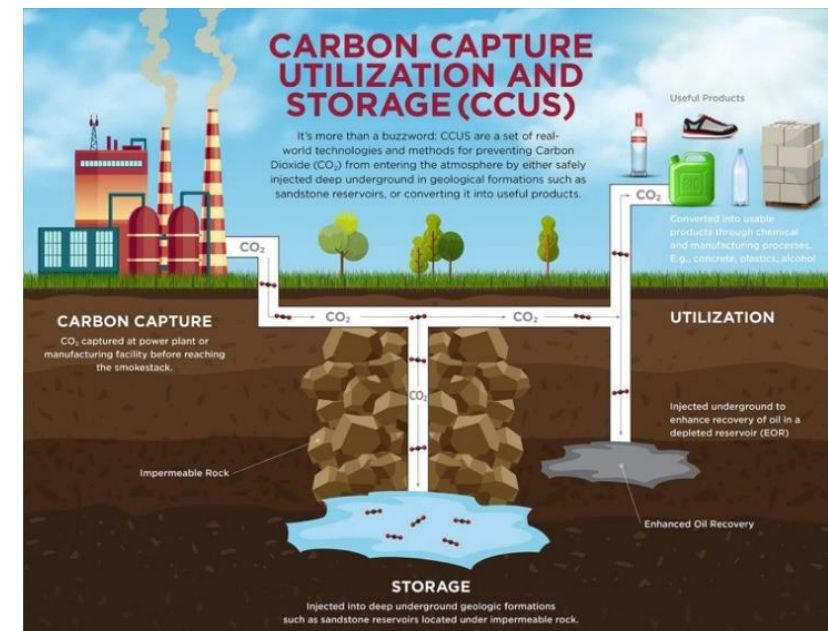 CARBON CAPTURE
UTILIZATION AND
STORAGE (CCUS)
It's more than a buzzword: CCUS are a set of real-
world technologies and methods for preventing Carbon
Dioxide (CO₂) from entering the atmosphere by either safely
injected deep underground in geological formations such as
sandstone reservoirs, or converting it into useful products.
Useful Products
CO₂
Converted into usable
products through chemical
and manufacturing processes.
E.g., concrete, plastics, alcohol
CO₂
CO₂
CO₂
CARBON CAPTURE
CO₂ captured at power plant or
manufacturing facility before reaching
the smokestack.
UTILIZATION
CO₂
Injected underground to
enhance recovery of oil in a
depleted reservoir (EOR)
Impermeable Rock
Enhanced Oil Recovery
STORAGE
Injected into deep underground geologic formations
such as sandstone reservoirs located under impermeable rock.